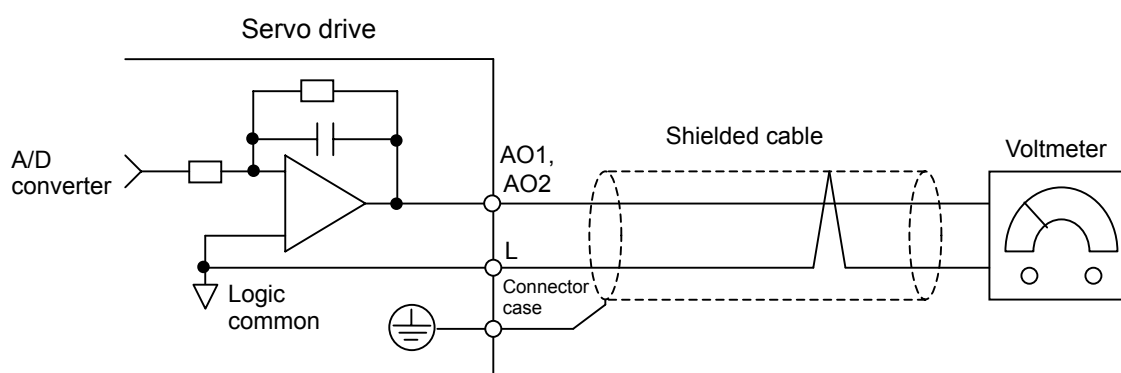 Servo drive
A/D
converter
AO1,
AO2
Shielded cable
Voltmeter
L
Connector
case
Logic
common